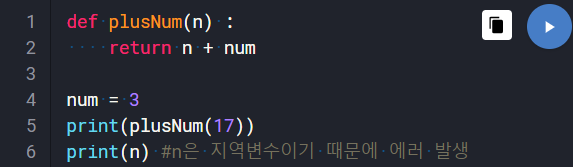 1 def plusNum(n) :
2     return n + num
3
4 num = 3
5 print(plusNum(17))
6 print(n) #n은 지역변수이기 때문에 에러 발생